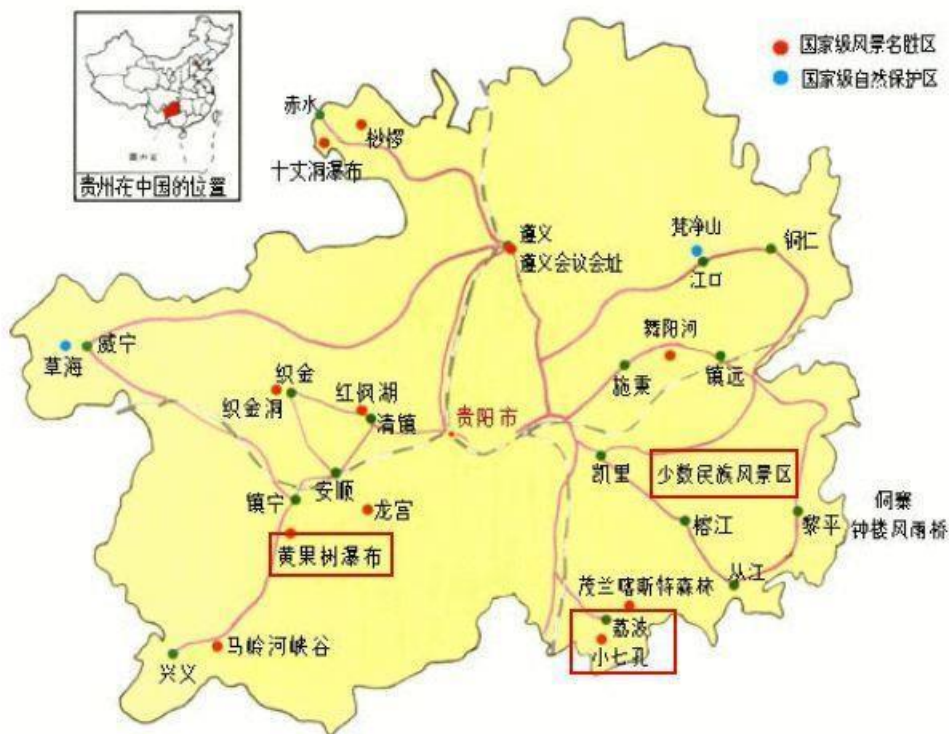 国家级风景名胜区
国家级自然保护区
贵州在中国的位置
赤水
桫椤
十丈洞瀑布
遵义
遵义会议会址
梵净山
铜仁
江口
舞阳河
施秉
镇远
草海
威宁
织金
织金洞
红枫湖
清镇
贵阳市
凯里
少数民族风景区
镇宁
安顺
龙宫
黄果树瀑布
榕江
黎平
侗寨
钟楼风雨桥
从江
茂兰喀斯特森林
荔波
小七孔
马岭河峡谷
兴义